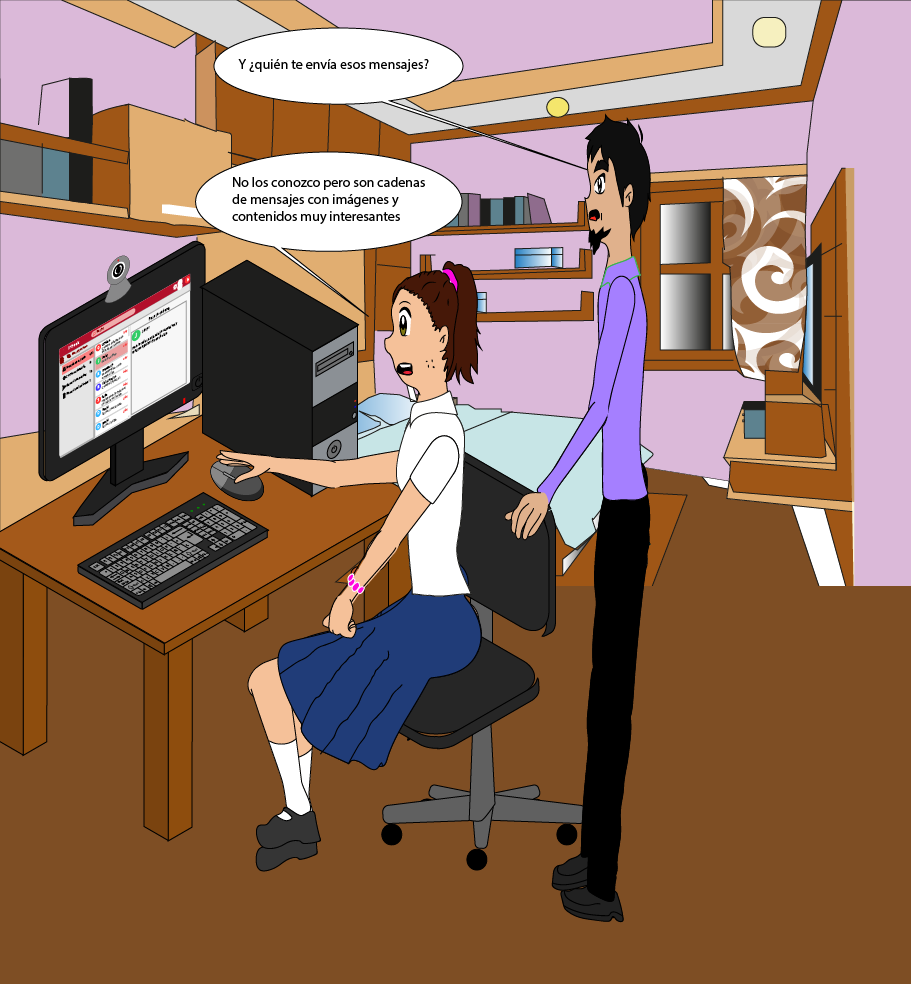 Y ¿quién te envía esos mensajes?
No los conozco pero son cadenas
de mensajes con imágenes y
contenidos muy interesantes